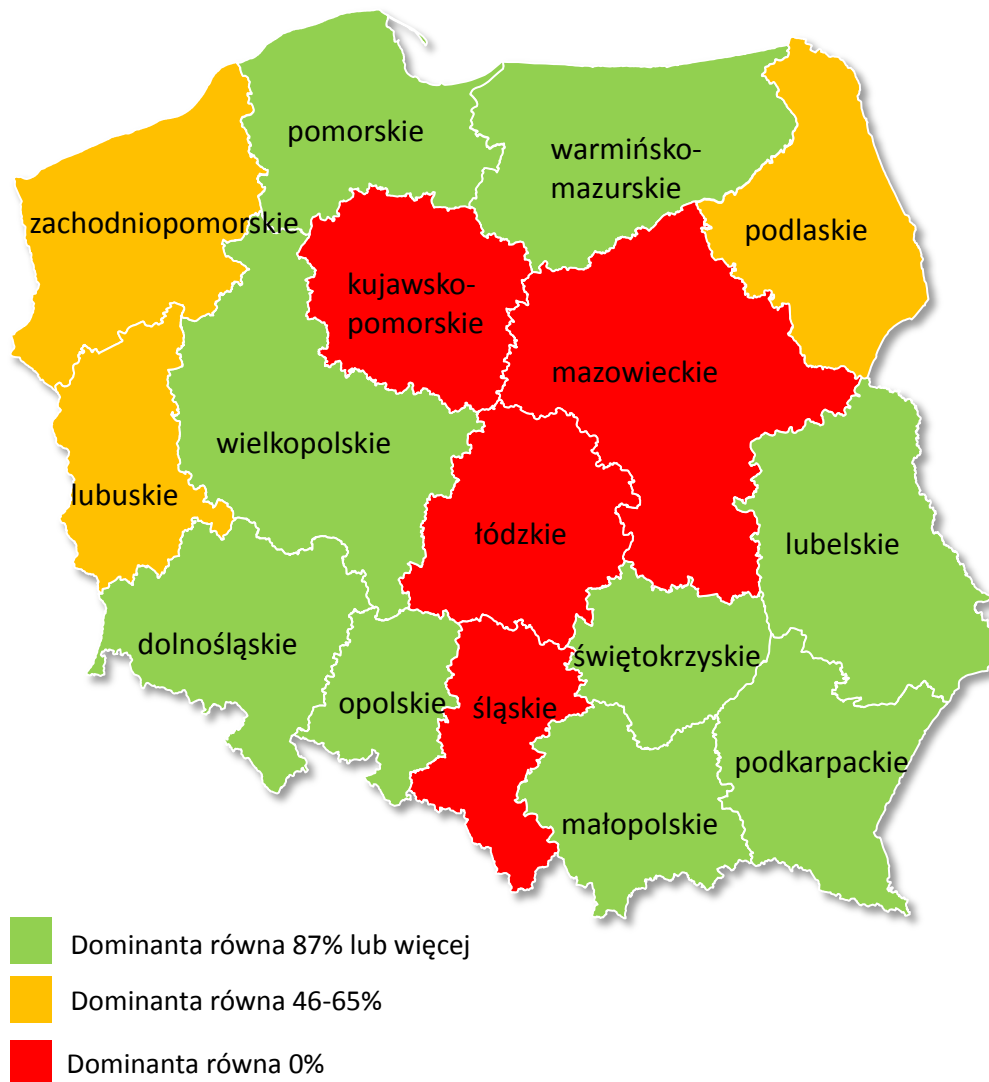 pomorskie
warmińsko-
mazurskie
zachodniopomorskie
podlaskie
kujawsko-
pomorskie
mazowieckie
wielkopolskie
lubuskie
łódzkie
lubelskie
dolnośląskie
świętokrzyskie
opolskie
śląskie
podkarpackie
małopolskie
Dominanta równa 87% lub więcej
Dominanta równa 46-65%
Dominanta równa 0%